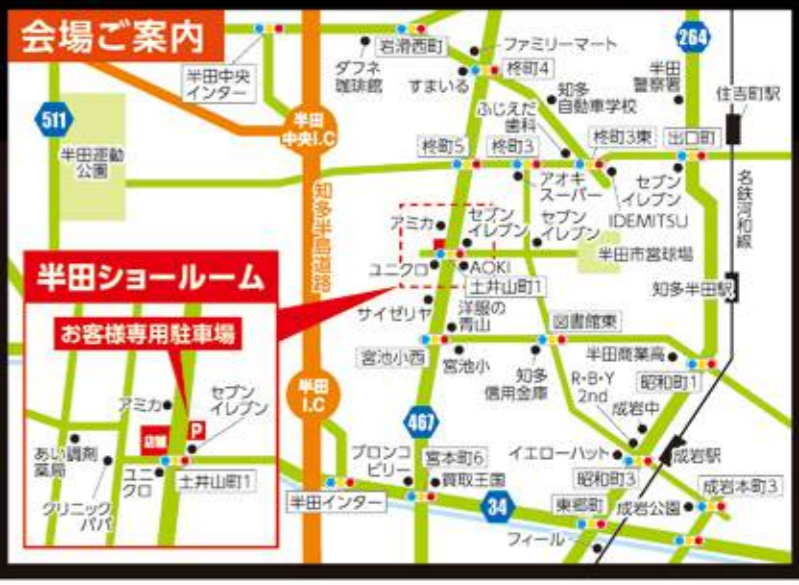 会場ご案内
半田中央
インター
岩滑西町
ダフネ
珈琲館
すまいる
ファミリーマート
柊町4
知多
自動車学校
264
半田
警察署
住吉町駅
511
半田運動
公園
半田
中央I.C
ふじえだ
歯科
柊町5
柊町3
柊町3東
出口町
アオキ
スーパー
IDEMITSU
セブン
イレブン
名鉄河和線
知多半島道路
アミカ
セブン
イレブン
セブン
イレブン
半田市営球場
ユニクロ
AOKI
土井山町1
知多半田駅
サイゼリヤ
洋服の
青山
図書館東
宮池小西
宮池小
知多
信用金庫
半田商業高
昭和町1
R・B・Y
2nd
成岩中
半田
I.C
467
イエローハット
成岩駅
昭和町3
ブロンコ
ビリー
宮本町6
買取王国
半田インター
34
東郷町
成岩公園
成岩本町3
フィール
半田ショールーム
お客様専用駐車場
アミカ
セブン
イレブン
P
店舗
あい調剤
薬局
ユニ
クロ
土井山町1
クリニック
パパ